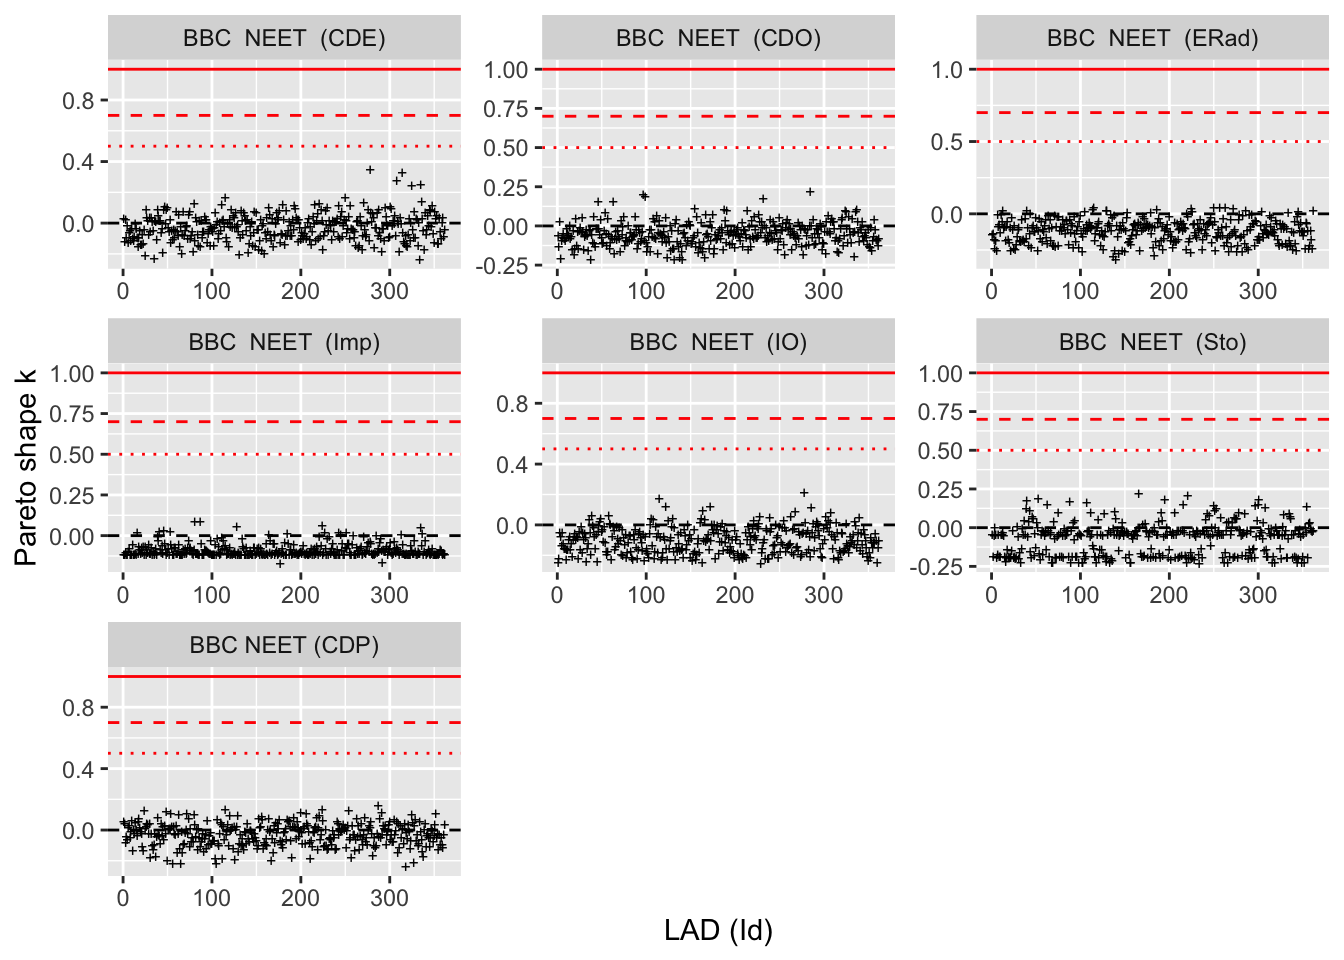 BBC  NEET  (CDE)
BBC  NEET  (CDO)
BBC  NEET  (ERad)
0.8
0.4
0.0
0 100 200 300
1.00
0.75
0.50
0.25
0.00
-0.25
0 100 200 300
1.0
0.5
0.0
0 100 200 300
Pareto shape k
BBC  NEET  (Imp)
BBC  NEET  (IO)
BBC  NEET  (Sto)
1.00
0.75
0.50
0.25
0.00
0 100 200 300
0.8
0.4
0.0
0 100 200 300
1.00
0.75
0.50
0.25
0.00
-0.25
0 100 200 300
BBC NEET (CDP)
0.8
0.4
0.0
0 100 200 300
LAD (Id)